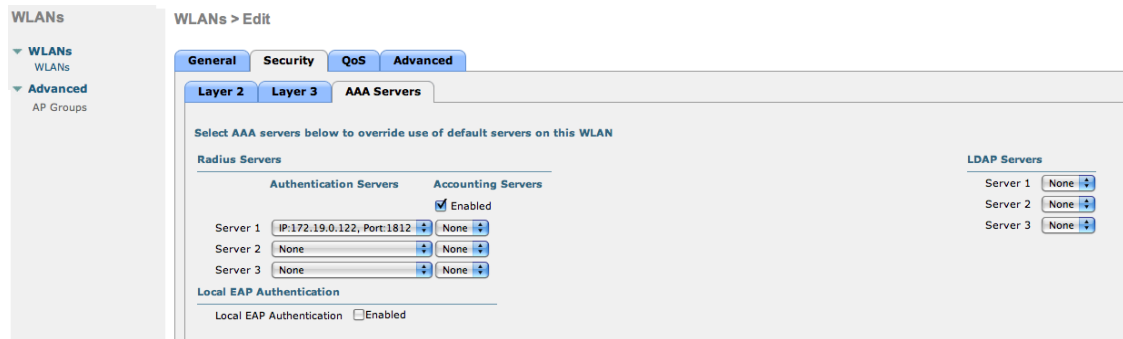 WLANs
WLANs
WLANs
Advanced
AP Groups
WLANs > Edit
General Security QoS Advanced
Layer 2 Layer 3 AAA Servers
Select AAA servers below to override use of default servers on this WLAN
Radius Servers
Authentication Servers Accounting Servers
Enabled
Server 1 IP:172.19.0.122, Port:1812 None
Server 2 None None
Server 3 None None
Local EAP Authentication
Local EAP Authentication Enabled
LDAP Servers
Server 1 None
Server 2 None
Server 3 None